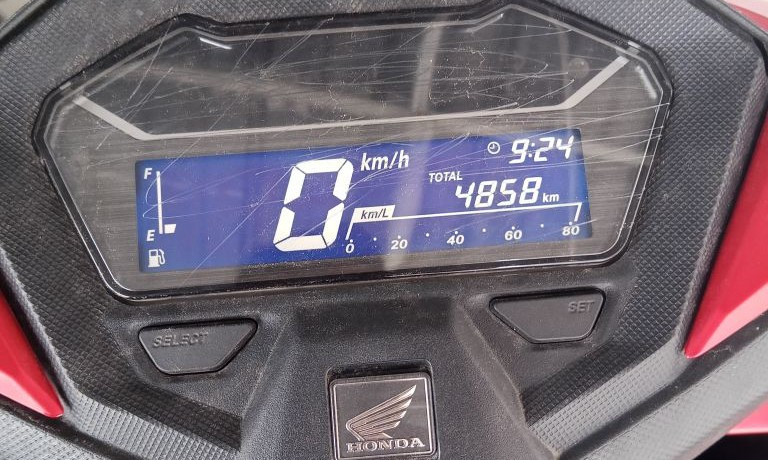 F
E
0 km/h
9:24
TOTAL
4858 km
km/L
0 20 40 60 80
SELECT
SET
HONDA